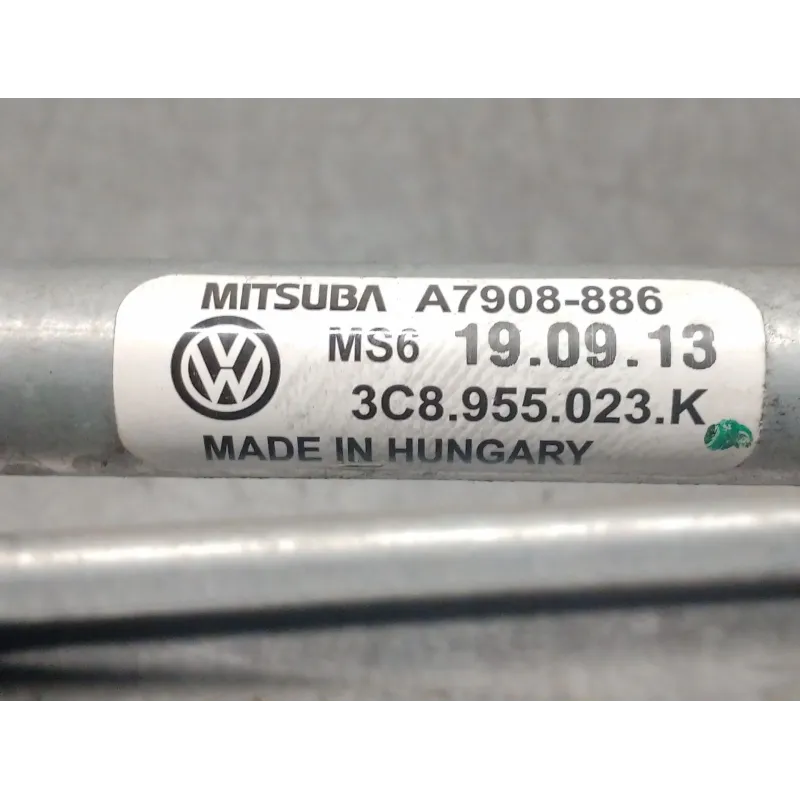 MITSUBA A7908-886
MS6 19.09.13
3C8.955.023.K
MADE IN HUNGARY